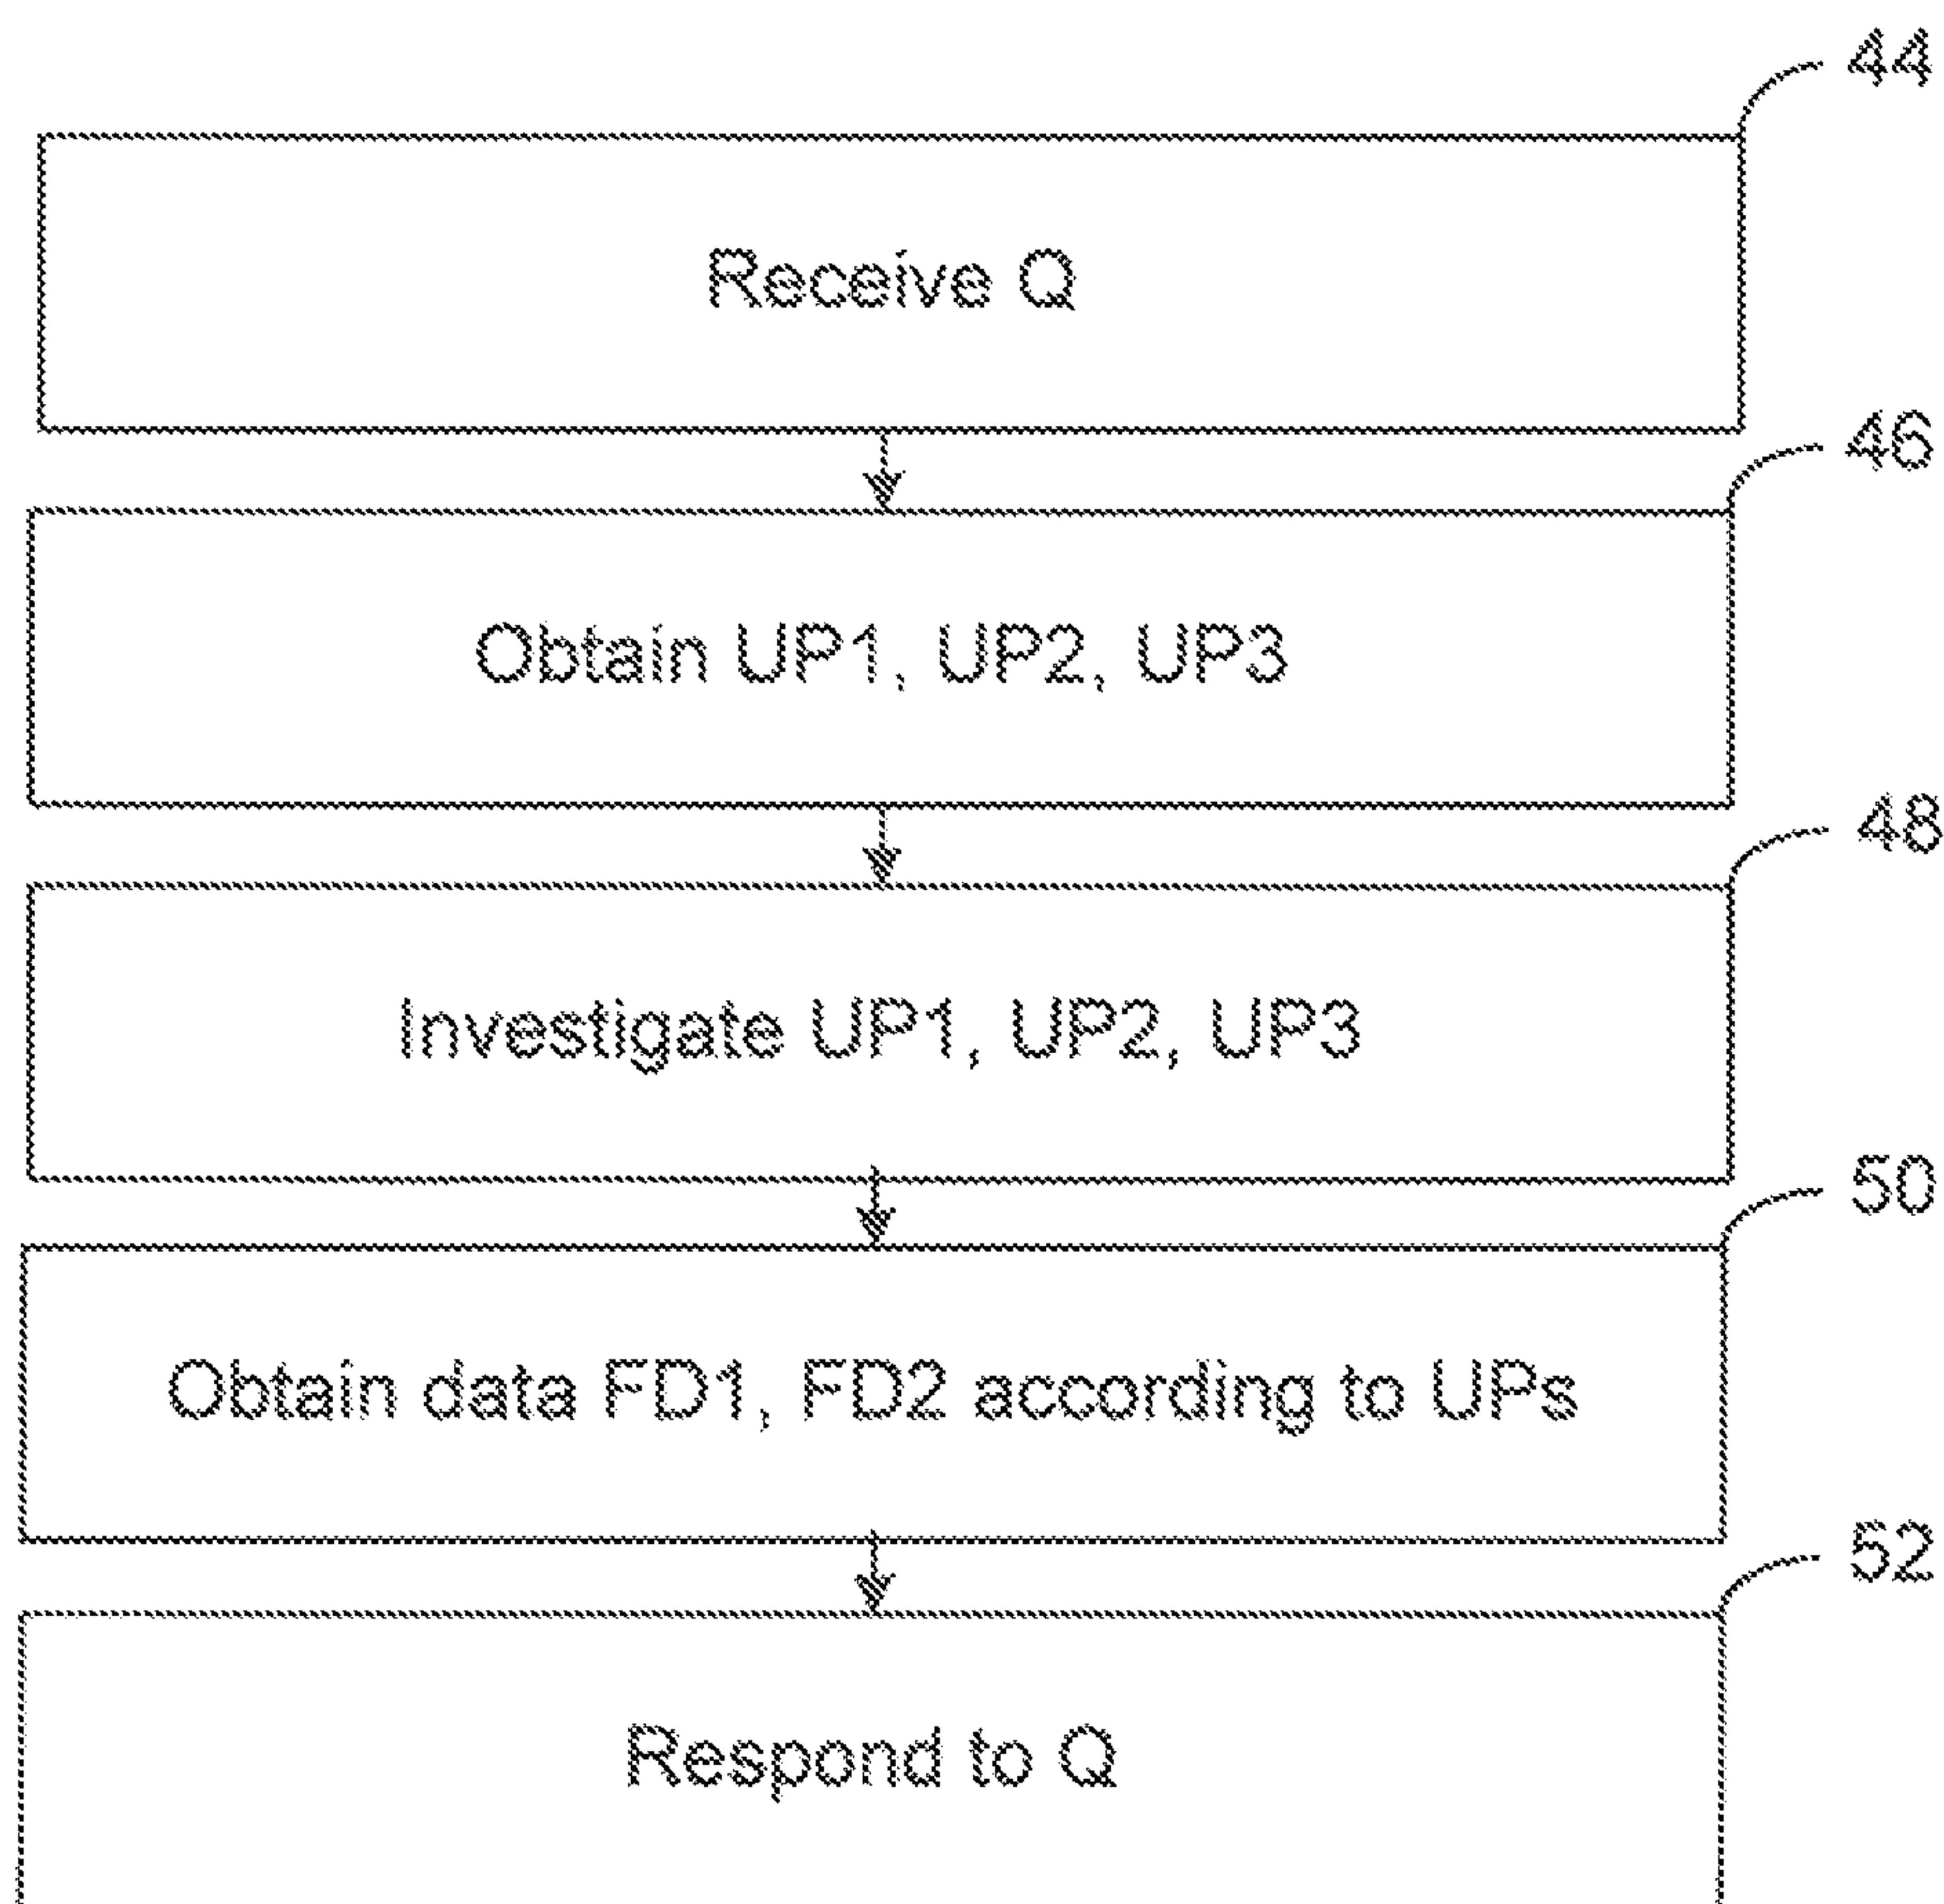 44
Receive Q
46
Obtain UP1, UP2, UP3
48
Investigate UP1, UP2, UP3
50
Obtain data FD1, FD2 according to UPs
52
Respond to Q